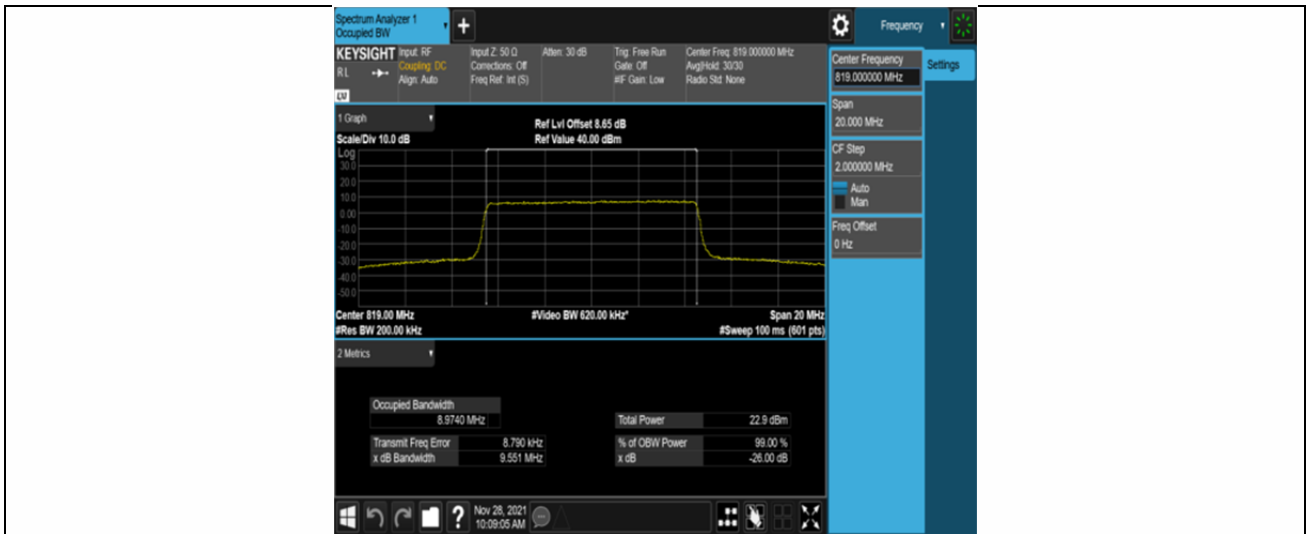 Spectrum Analyzer 1
Occupied BW
Frequency
KEYSIGHT
R L
Input: RF
Coupling: DC
Align: Auto
Input Z: 50 Ω
Corrections: Off
Freq Ref: Int (S)
Atten: 30 dB
Trig: Free Run
Gate: Off
#IF Gain: Low
Center Freq: 819.000000 MHz
Avg|Hold: 30/30
Radio Std: None
Center Frequency
819.000000 MHz
Settings
Span
20.000 MHz
CF Step
2.000000 MHz
Auto
Man
Freq Offset
0 Hz
1 Graph
Scale/Div 10.0 dB
Ref Lvl Offset 8.65 dB
Ref Value 40.00 dBm
Log
30.0
20.0
10.0
0.00
-10.0
-20.0
-30.0
-40.0
-50.0
Center 819.00 MHz
#Video BW 620.00 kHz*
Span 20 MHz
#Res BW 200.00 kHz
#Sweep 100 ms (601 pts)
2 Metrics
Occupied Bandwidth
8.9740 MHz
Total Power 22.9 dBm
Transmit Freq Error 8.790 kHz
% of OBW Power 99.00 %
x dB Bandwidth 9.551 MHz
x dB -26.00 dB
?
Nov 28, 2021
10:09:05 AM